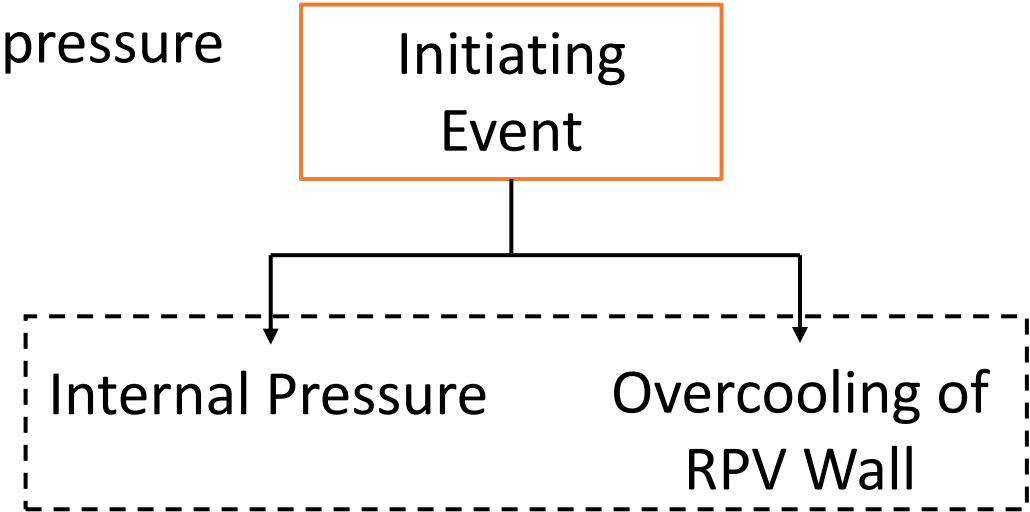 pressure
Initiating
Event
Internal Pressure
Overcooling of
RPV Wall